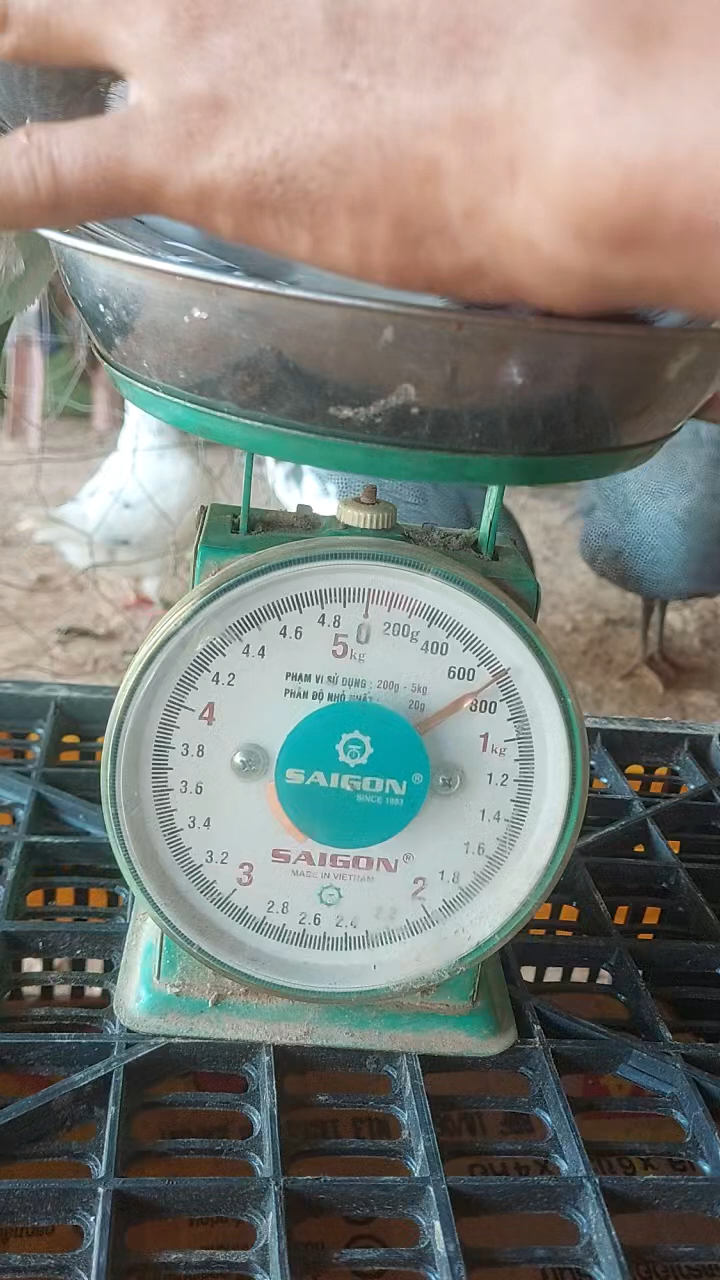 0
200g
400
600
800
1kg
1.2
1.4
1.6
1.8
2
2.2
2.4
2.6
2.8
3
3.2
3.4
3.6
3.8
4
4.2
4.4
4.6
4.8
5kg
PHẠM VI SỬ DỤNG : 200g - 5kg
PHÂN ĐỘ NHỎ NHẤT : 20g
SAIGON®
SINCE 1983
SAIGON®
MADE IN VIETNAM